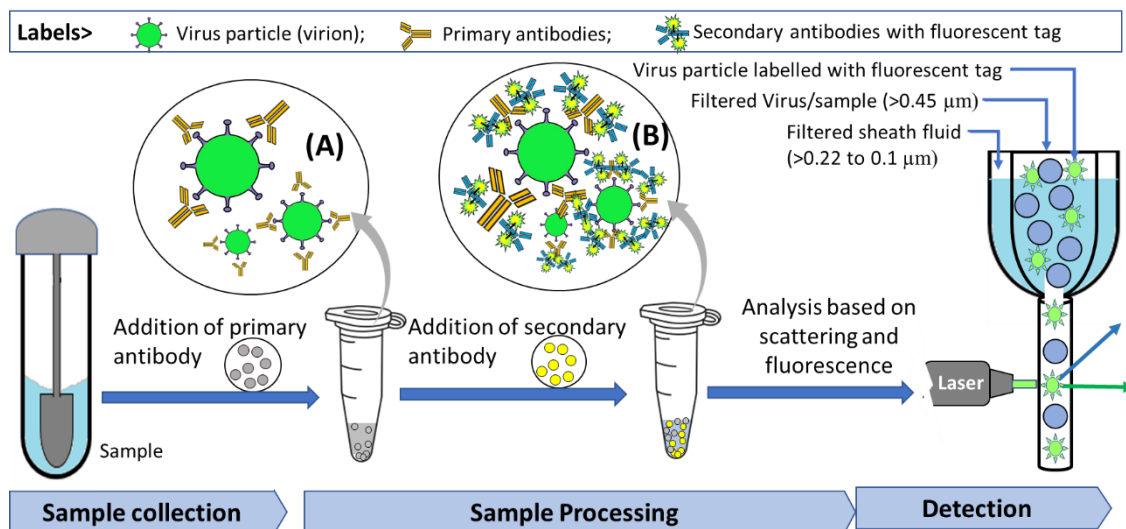 Labels> Virus particle (virion); Primary antibodies; Secondary antibodies with fluorescent tag
Virus particle labelled with fluorescent tag
Filtered Virus/sample (>0.45 μm)
Filtered sheath fluid
(>0.22 to 0.1 μm)
(A)
(B)
Addition of primary
antibody
Addition of secondary
antibody
Analysis based on
scattering and
fluorescence
Laser
Sample
Sample collection
Sample Processing
Detection